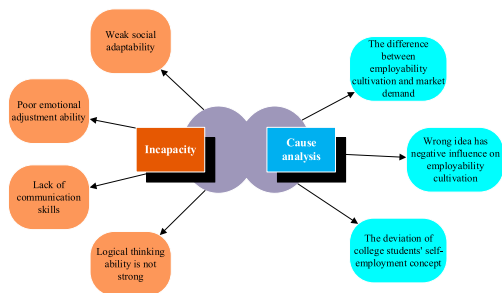 Weak social
adaptability
Poor emotional
adjustment ability
Lack of
communication
skills
Logical thinking
ability is not
strong
Incapacity
Cause
analysis
The difference
between
employability
cultivation and market
demand
Wrong idea has
negative influence on
employability
cultivation
The deviation of
college students' self-
employment concept